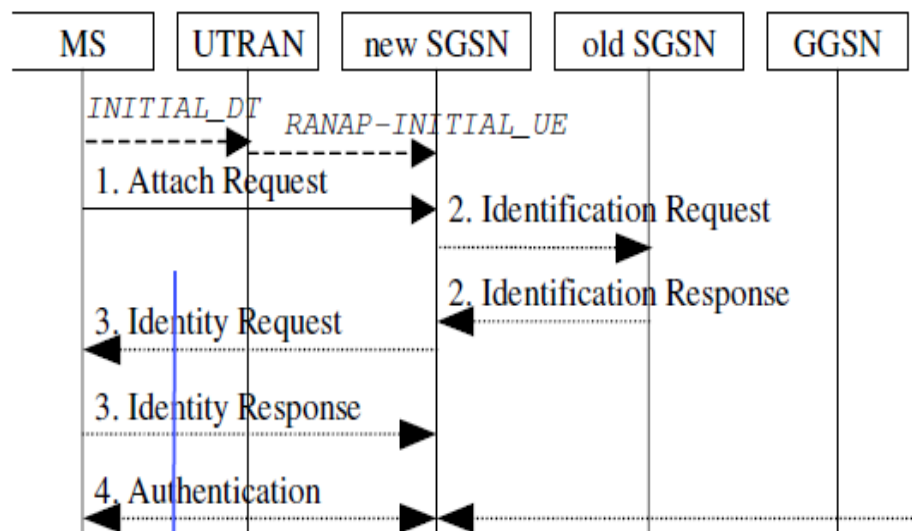 MS
UTRAN
new SGSN
old SGSN
GGSN
INITIAL_DT
RANAP-INITIAL_UE
1. Attach Request
2. Identification Request
2. Identification Response
3. Identity Request
3. Identity Response
4. Authentication